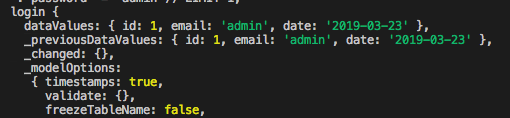 login {
dataValues: { id: 1, email: 'admin', date: '2019-03-23' },
_previousDataValues: { id: 1, email: 'admin', date: '2019-03-23' },
_changed: {},
_modelOptions:
{ timestamps: true,
validate: {},
freezeTableName: false,